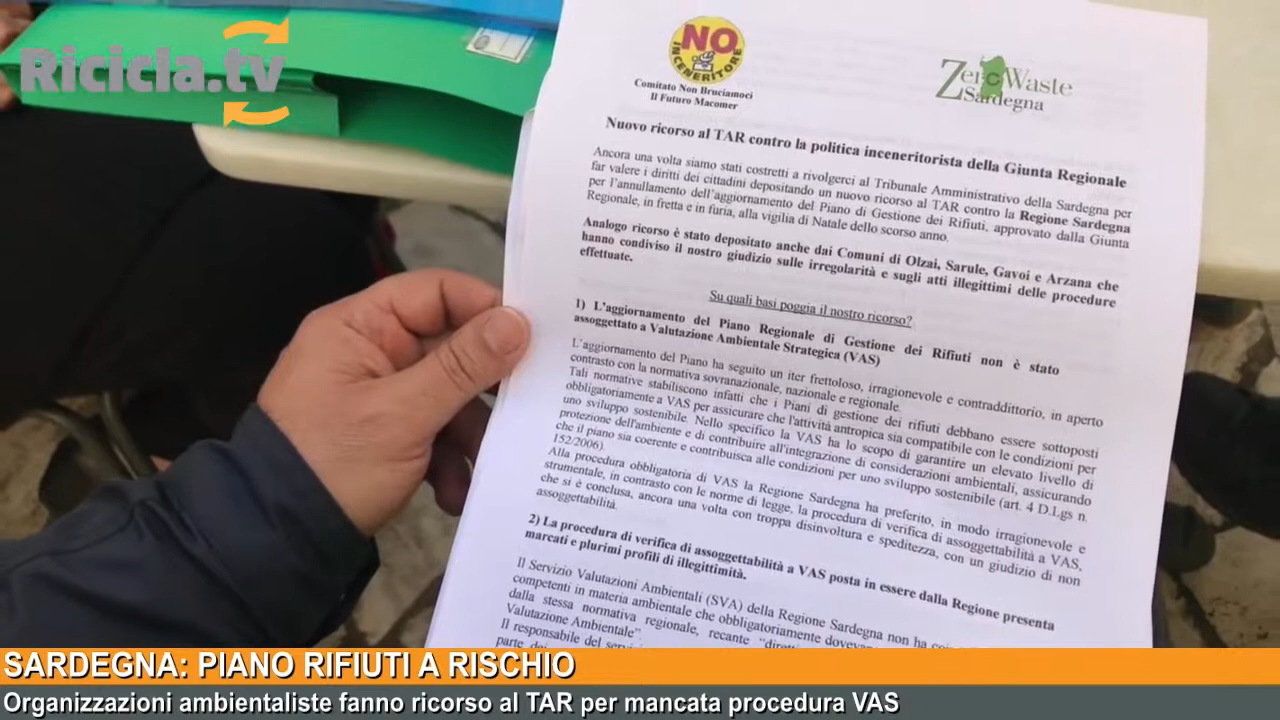 Ricicla.tv
NO
INCENERITORE
Comitato Non Bruciamoci
Il Futuro Macomer
Zero Waste
Sardegna
Nuovo ricorso al TAR contro la politica inceneritorista della Giunta Regionale
Ancora una volta siamo stati costretti a rivolgerci al Tribunale Amministrativo della Sardegna per
far valere i diritti dei cittadini depositando un nuovo ricorso al TAR contro la Regione Sardegna
per l'annullamento dell'aggiornamento del Piano di Gestione dei Rifiuti, approvato dalla Giunta
Regionale, in fretta e in furia, alla vigilia di Natale dello scorso anno.
Analogo ricorso è stato depositato anche dai Comuni di Olzai, Sarule, Gavoi e Arzana che
hanno condiviso il nostro giudizio sulle irregolarità e sugli atti illegittimi delle procedure
effettuate.
Su quali basi poggia il nostro ricorso?
1) L'aggiornamento del Piano Regionale di Gestione dei Rifiuti non è stato
assoggettato a Valutazione Ambientale Strategica (VAS)
L'aggiornamento del Piano ha seguito un iter frettoloso, irragionevole e contraddittorio, in aperto
contrasto con la normativa sovranazionale, nazionale e regionale.
Tali normative stabiliscono infatti che i Piani di gestione dei rifiuti debbano essere sottoposti
obbligatoriamente a VAS per assicurare che l'attività antropica sia compatibile con le condizioni per
uno sviluppo sostenibile. Nello specifico la VAS ha lo scopo di garantire un elevato livello di
protezione dell'ambiente e di contribuire all'integrazione di considerazioni ambientali, assicurando
che il piano sia coerente e contribuisca alle condizioni per uno sviluppo sostenibile (art. 4 D.Lgs n.
152/2006).
Alla procedura obbligatoria di VAS la Regione Sardegna ha preferito, in modo irragionevole e
strumentale, in contrasto con le norme di legge, la procedura di verifica di assoggettabilità a VAS,
che si è conclusa, ancora una volta con troppa disinvoltura e speditezza, con un giudizio di non
assoggettabilità.
2) La procedura di verifica di assoggettabilità a VAS posta in essere dalla Regione presenta
marcati e plurimi profili di illegittimità.
Il Servizio Valutazioni Ambientali (SVA) della Regione Sardegna non ha
competenti in materia ambientale che obbligatoriamente
dalla stessa normativa regionale, recante
Valutazione Ambientale"
Il responsabile del
parte
SARDEGNA: PIANO RIFIUTI A RISCHIO
Organizzazioni ambientaliste fanno ricorso al TAR per mancata procedura VAS